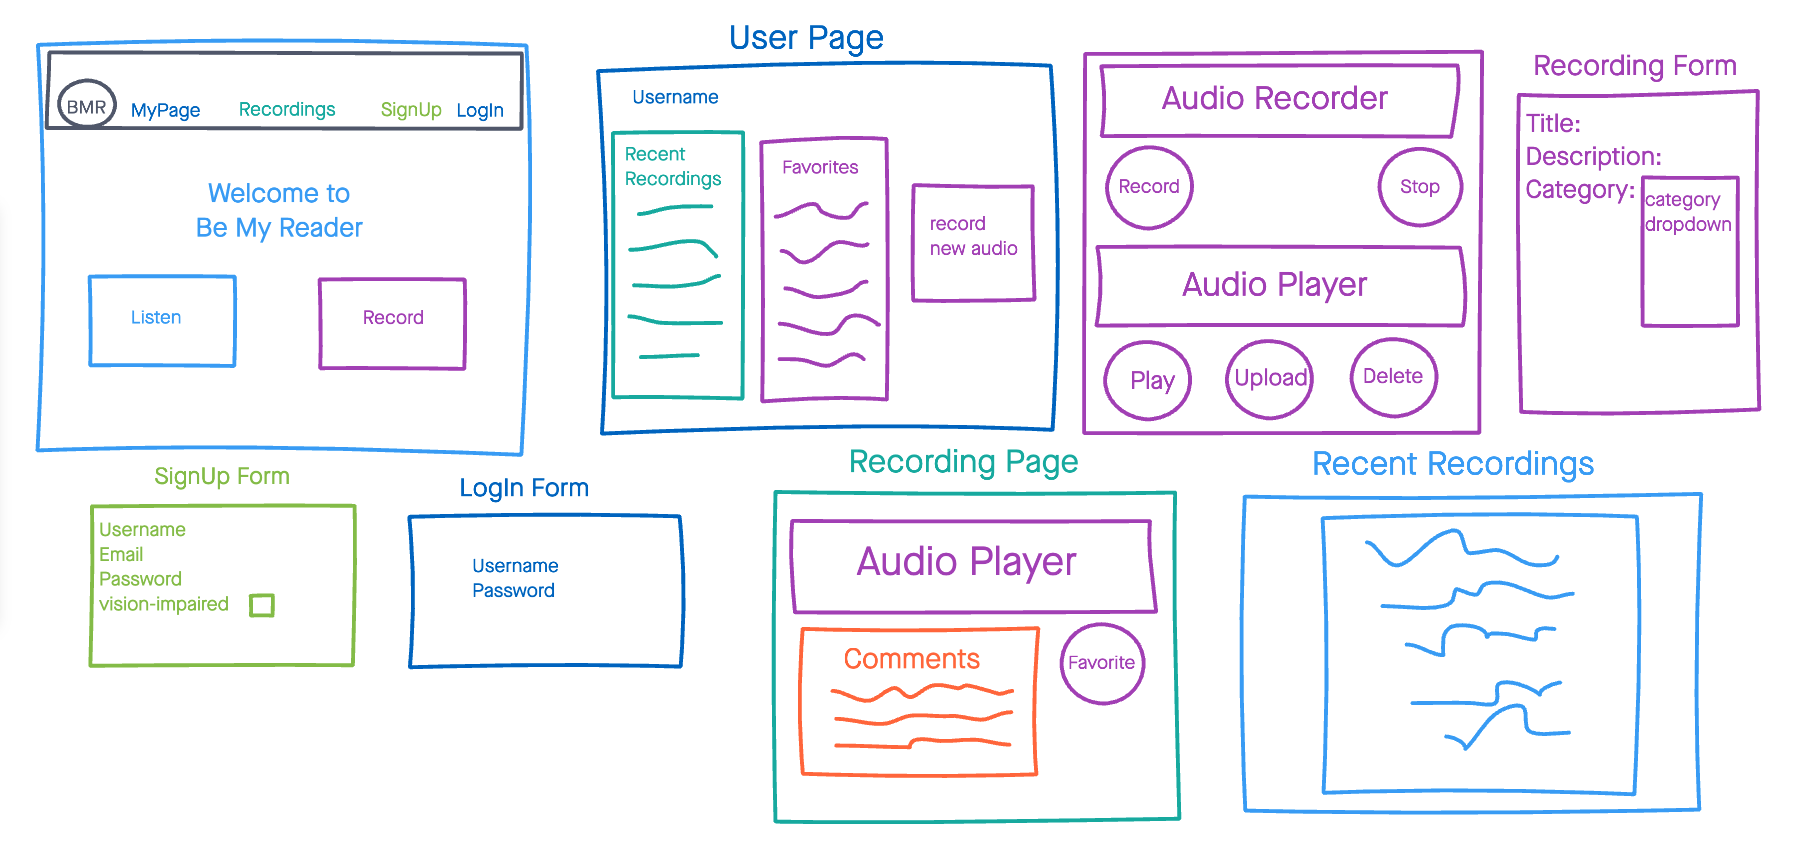 BMR
MyPage
Recordings
SignUp
LogIn
Welcome to
Be My Reader
Listen
Record
User Page
Username
Recent
Recordings
Favorites
record
new audio
Audio Recorder
Record
Stop
Audio Player
Play
Upload
Delete
Recording Form
Title:
Description:
Category:
category
dropdown
SignUp Form
Username
Email
Password
vision-impaired
LogIn Form
Username
Password
Recording Page
Audio Player
Comments
Favorite
Recent Recordings